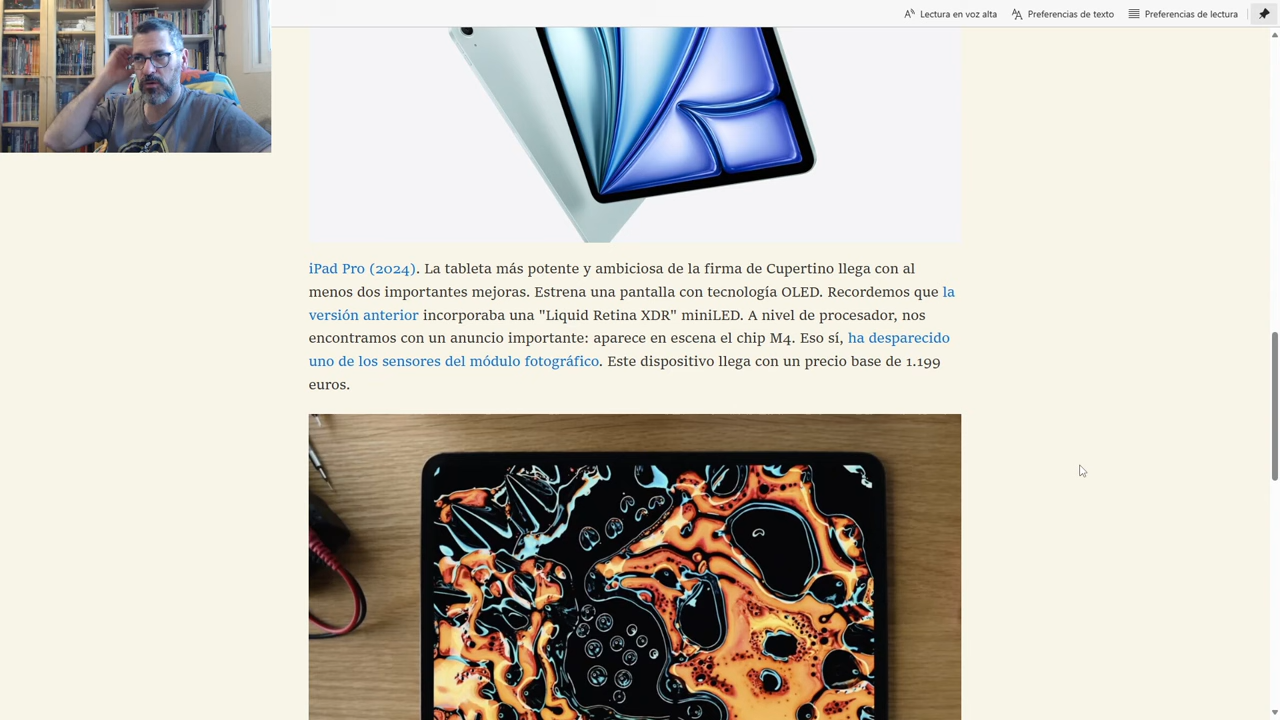 Lectura en voz alta
Preferencias de texto
Preferencias de lectura
iPad Pro (2024). La tableta más potente y ambiciosa de la firma de Cupertino llega con al
menos dos importantes mejoras. Estrena una pantalla con tecnología OLED. Recordemos que la
versión anterior incorporaba una "Liquid Retina XDR" miniLED. A nivel de procesador, nos
encontramos con un anuncio importante: aparece en escena el chip M4. Eso sí, ha desparecido
uno de los sensores del módulo fotográfico. Este dispositivo llega con un precio base de 1.199
euros.